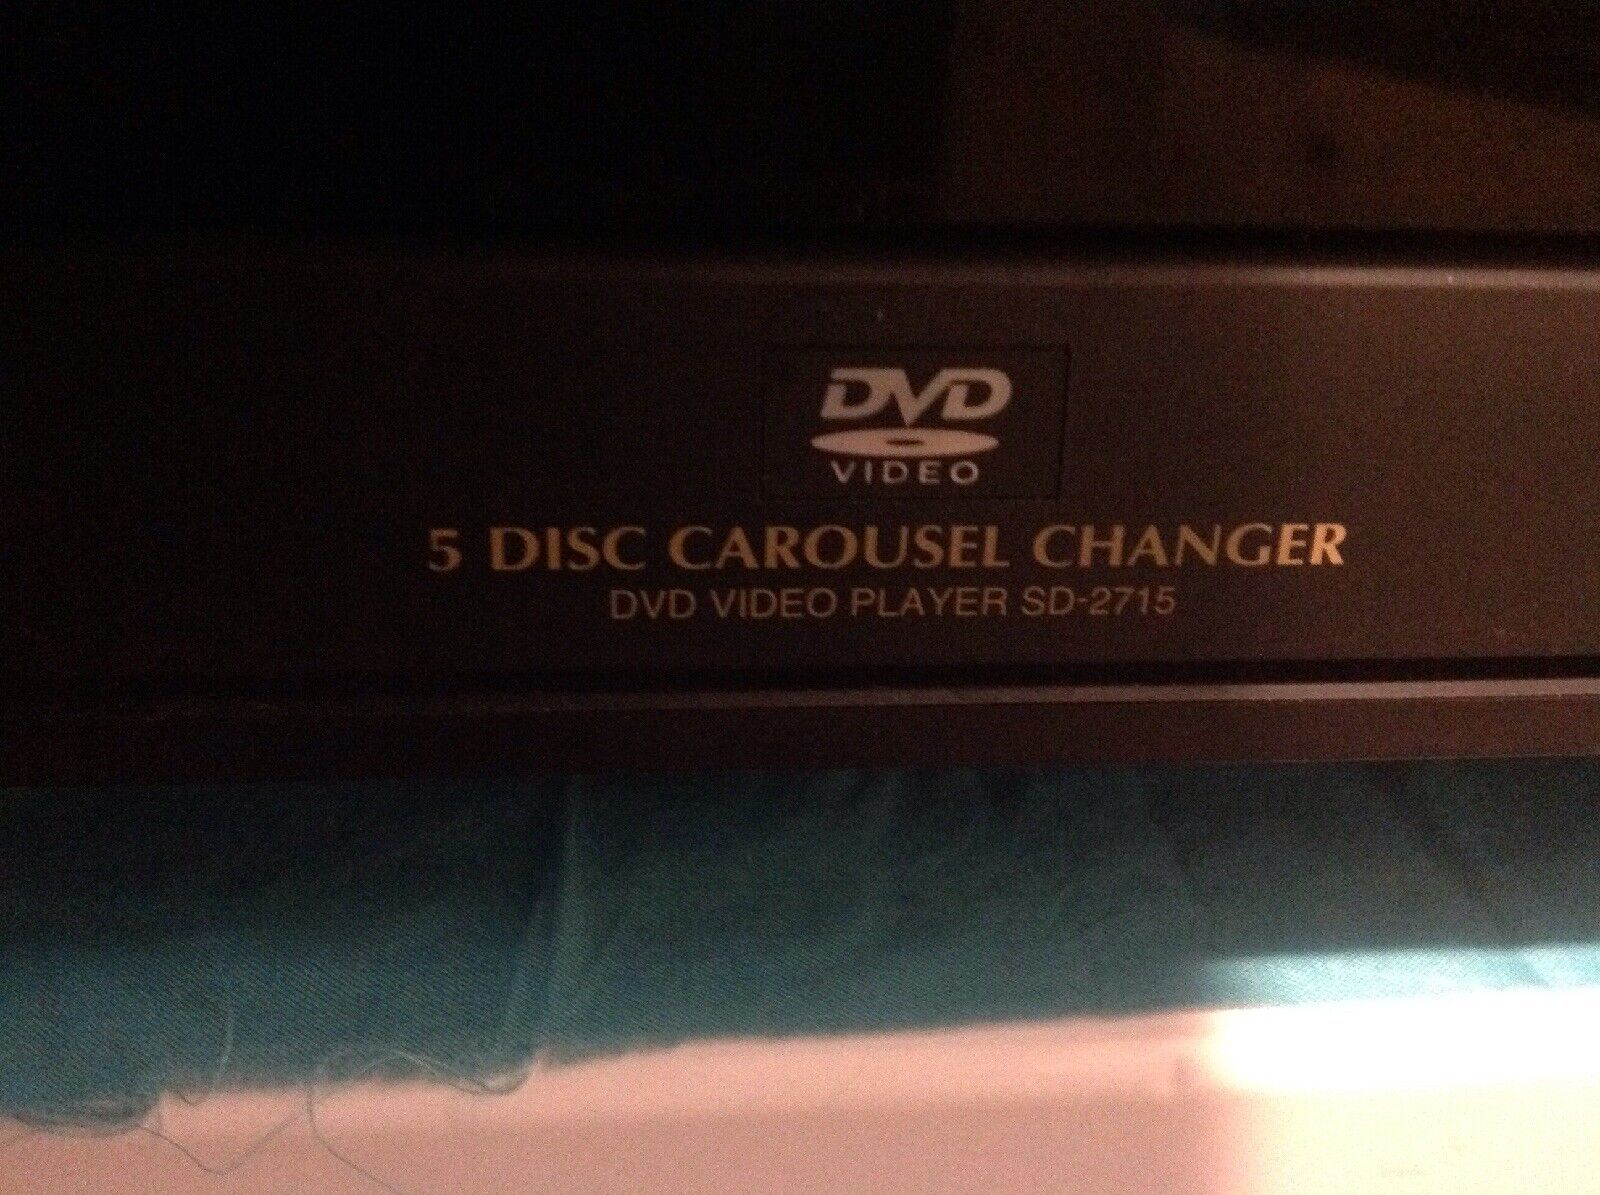 DVD
VIDEO
5 DISC CAROUSEL CHANGER
DVD VIDEO PLAYER SD-2715